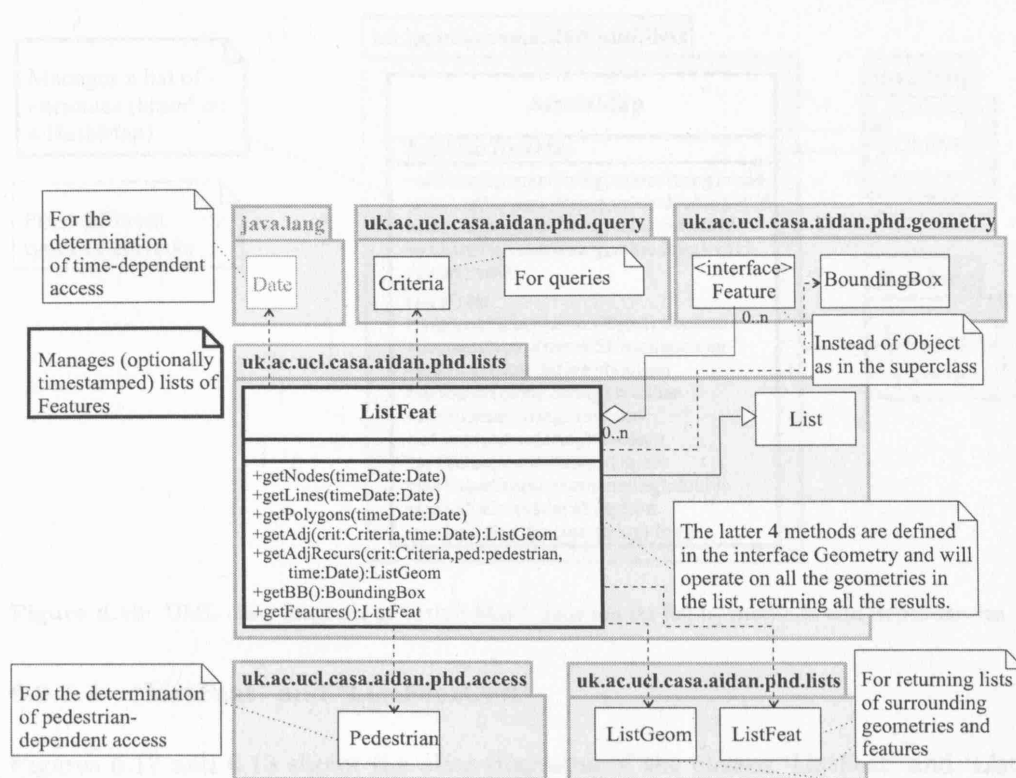 For the
determination
of time-dependent
access
java.lang
Date
uk.ac.ucl.casa.aidan.phd.query
Criteria
For queries
uk.ac.ucl.casa.aidan.phd.geometry
<interface>
Feature
0..n
BoundingBox
Instead of Object
as in the superclass
Manages (optionally
timestamped) lists of
Features
uk.ac.ucl.casa.aidan.phd.lists
ListFeat
0..n
List
+getNodes(timeDate:Date)
+getLines(timeDate:Date)
+getPolygons(timeDate:Date)
+getAdj(crit:Criteria,time:Date):ListGeom
+getAdjRecurs(crit:Criteria,ped:pedestrian,
time:Date):ListGeom
+getBB():BoundingBox
+getFeatures():ListFeat
The latter 4 methods are defined
in the interface Geometry and will
operate on all the geometries in
the list, returning all the results.
For the determination
of pedestrian-
dependent access
uk.ac.ucl.casa.aidan.phd.access
Pedestrian
uk.ac.ucl.casa.aidan.phd.lists
ListGeom
ListFeat
For returning lists
of surrounding
geometries and
features